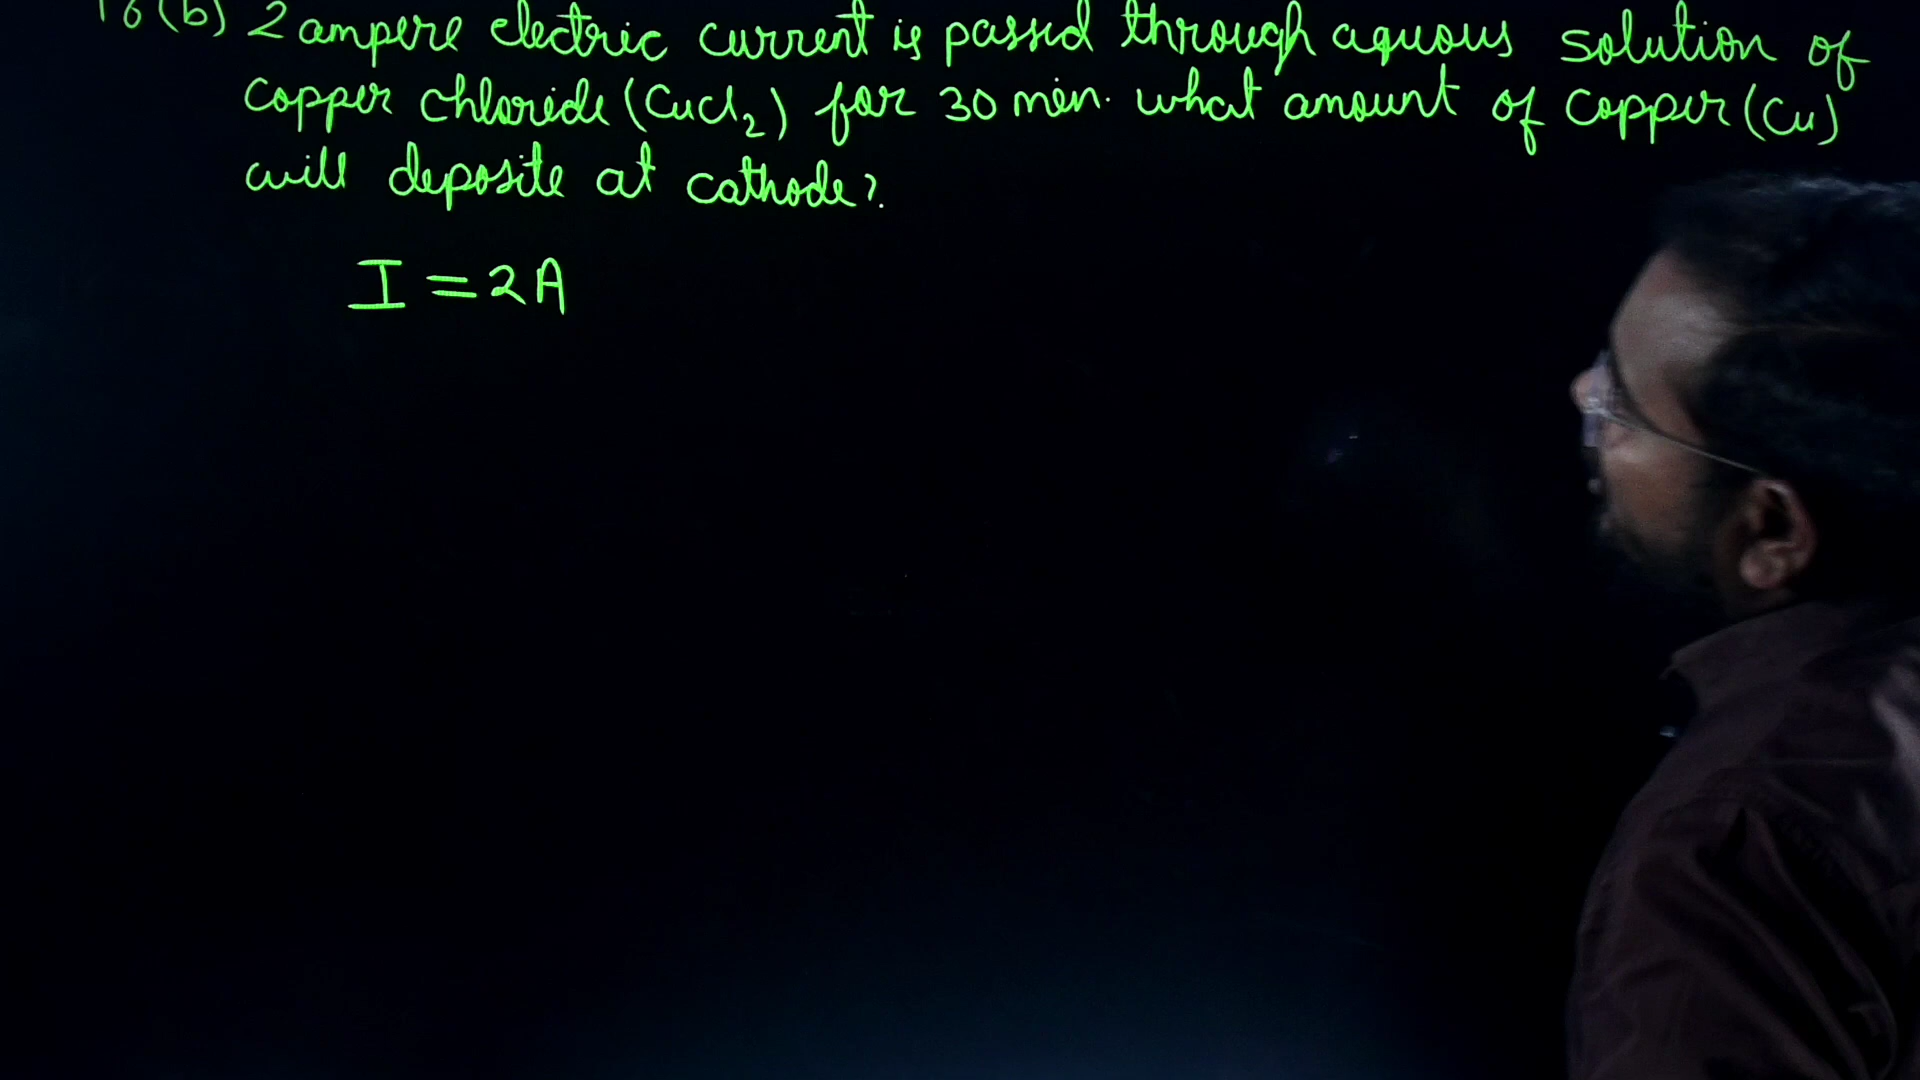 16 (b) 2 ampere electric current is passed through aquous solution of
copper chloride (CuCl₂) for 30 min. what amount of copper (Cu)
will deposite at cathode?
I = 2A